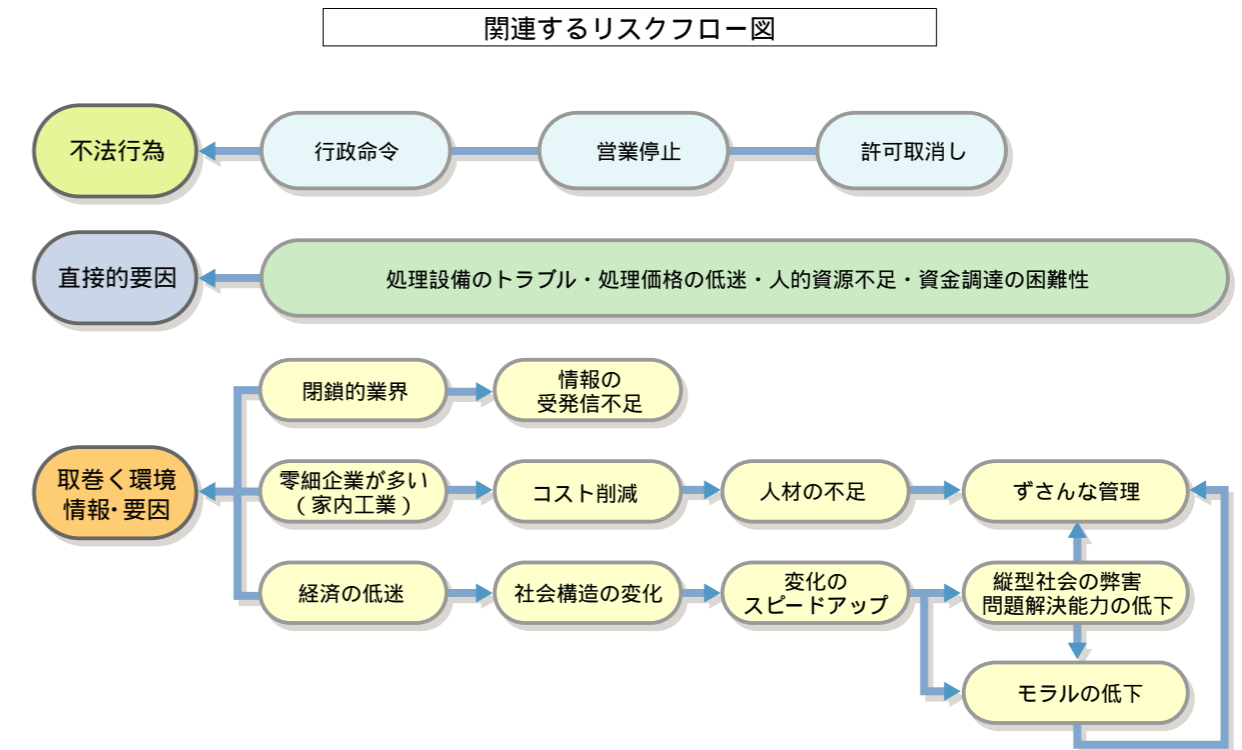 関連するリスクフロー図
不法行為
行政命令
営業停止
許可取消し
直接的要因
処理設備のトラブル・処理価格の低迷・人的資源不足・資金調達の困難性
閉鎖的業界
情報の
受発信不足
取巻く環境
情報・要因
零細企業が多い
(家内工業)
コスト削減
人材の不足
ずさんな管理
経済の低迷
社会構造の変化
変化の
スピードアップ
縦型社会の弊害
問題解決能力の低下
モラルの低下